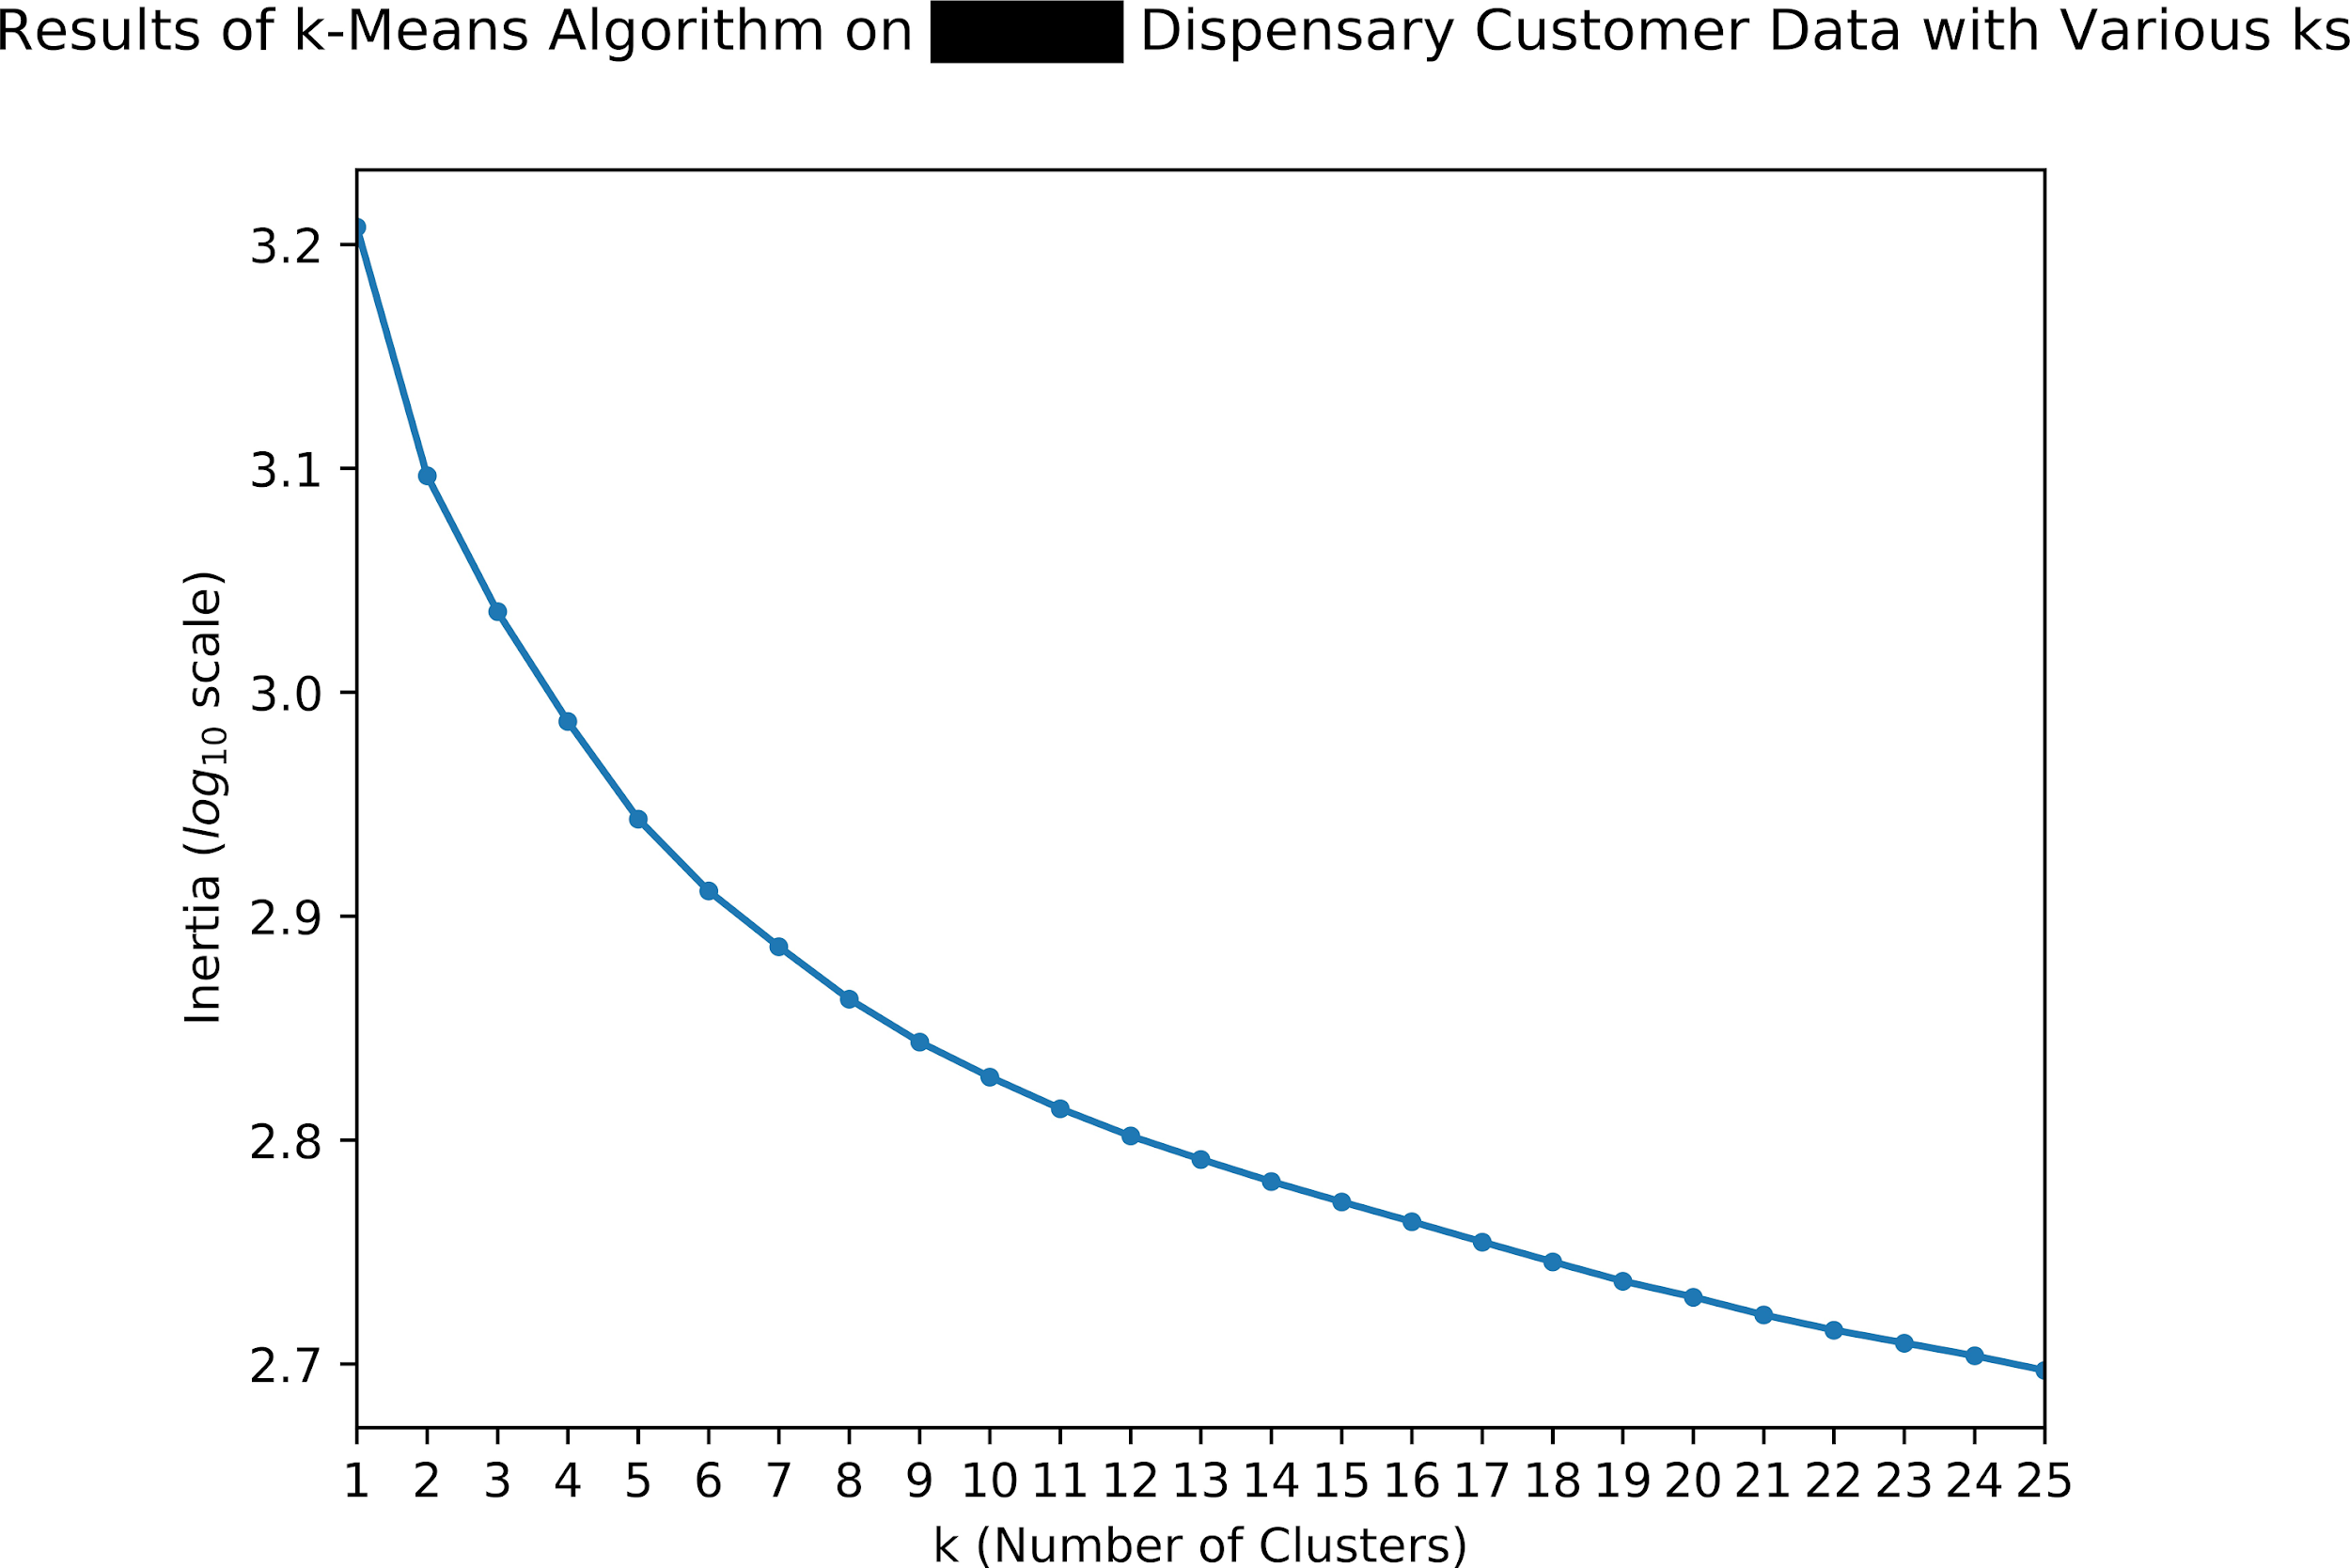 Results of k-Means Algorithm on Dispensary Customer Data with Various ks
3.2
3.1
3.0
2.9
2.8
2.7
Inertia (log10 scale)
1 2 3 4 5 6 7 8 9 10 11 12 13 14 15 16 17 18 19 20 21 22 23 24 25
k (Number of Clusters)